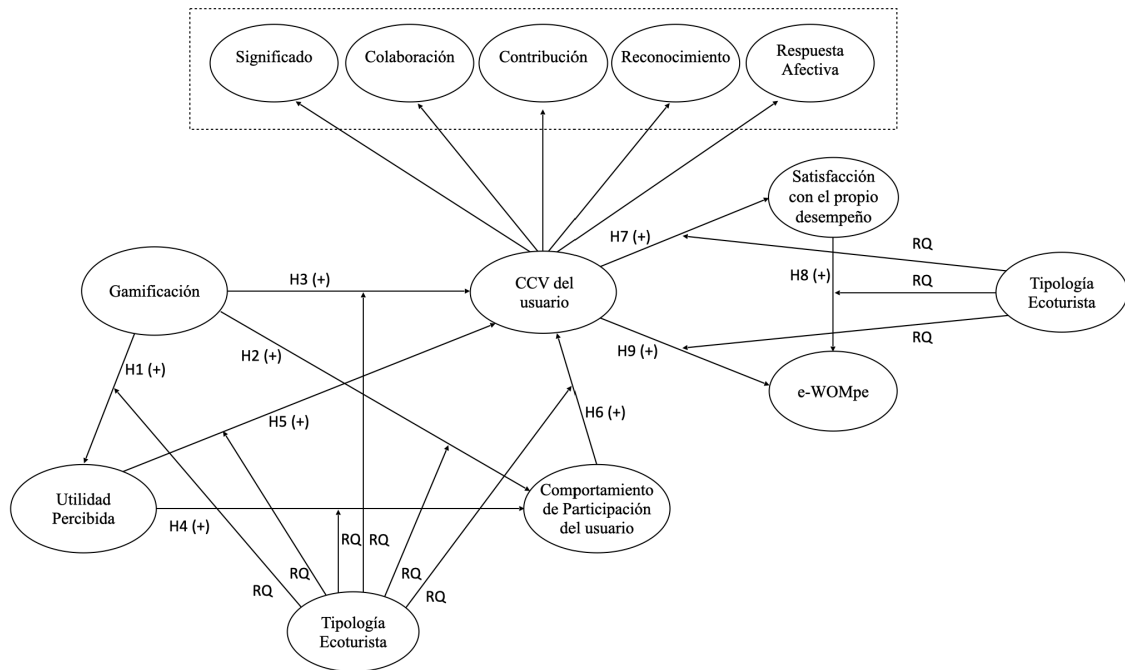 Significado
Colaboración
Contribución
Reconocimiento
Respuesta
Afectiva
Satisfacción
con el propio
desempeño
H7 (+)
RQ
Gamificación
H3 (+)
CCV del
usuario
H8 (+)
RQ
Tipología
Ecoturista
H2 (+)
H9 (+)
RQ
H1 (+)
e-WOMpe
H5 (+)
H6 (+)
Utilidad
Percibida
H4 (+)
Comportamiento
de Participación
del usuario
RQ
RQ
RQ
RQ
RQ
RQ
Tipología
Ecoturista